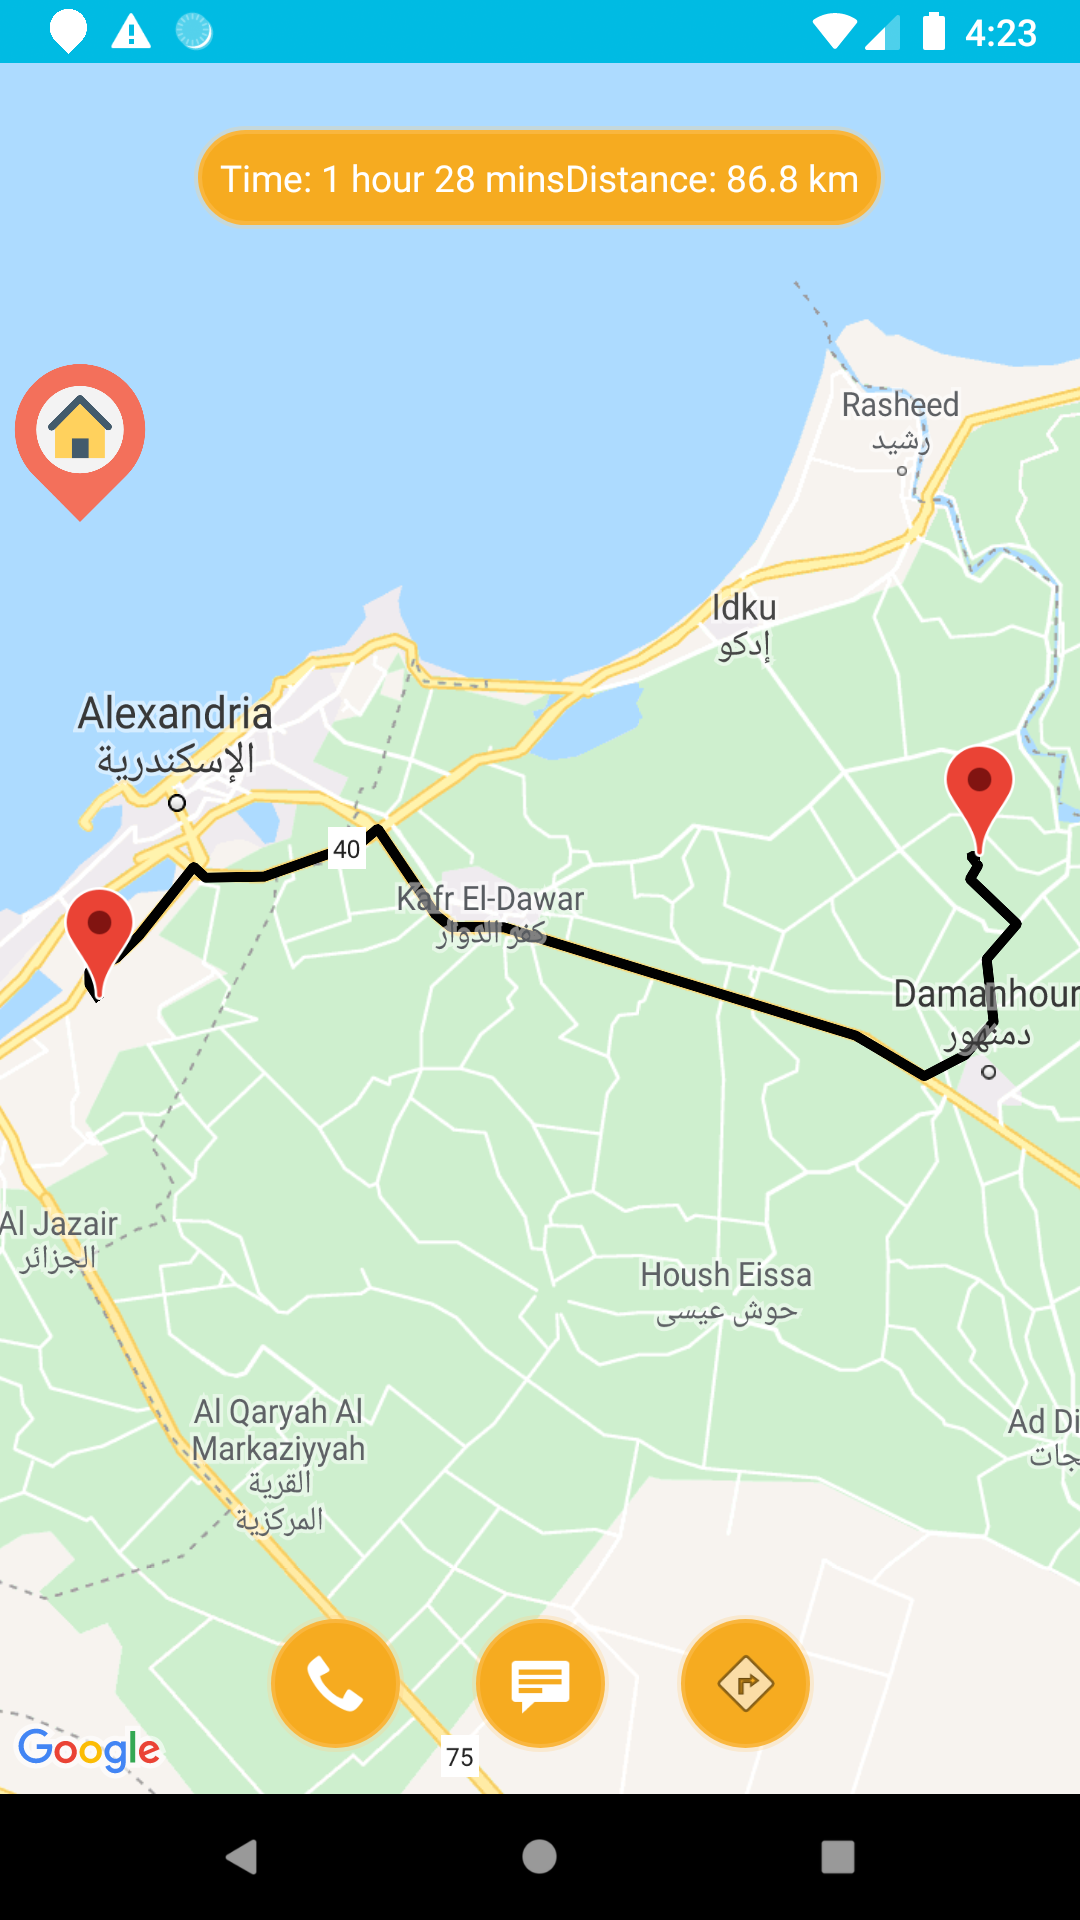 4:23
Time: 1 hour 28 minsDistance: 86.8 km
Rasheed
رشيد
Idku
إدكو
Alexandria
الإسكندرية
40
Kafr El-Dawar
كفر الدوار
Damanhour
دمنهور
Al Jazair
الجزائر
Housh Eissa
حوش عيسى
Al Qaryah Al
Markaziyyah
القرية
المركزية
Ad Di
جات
Google
75